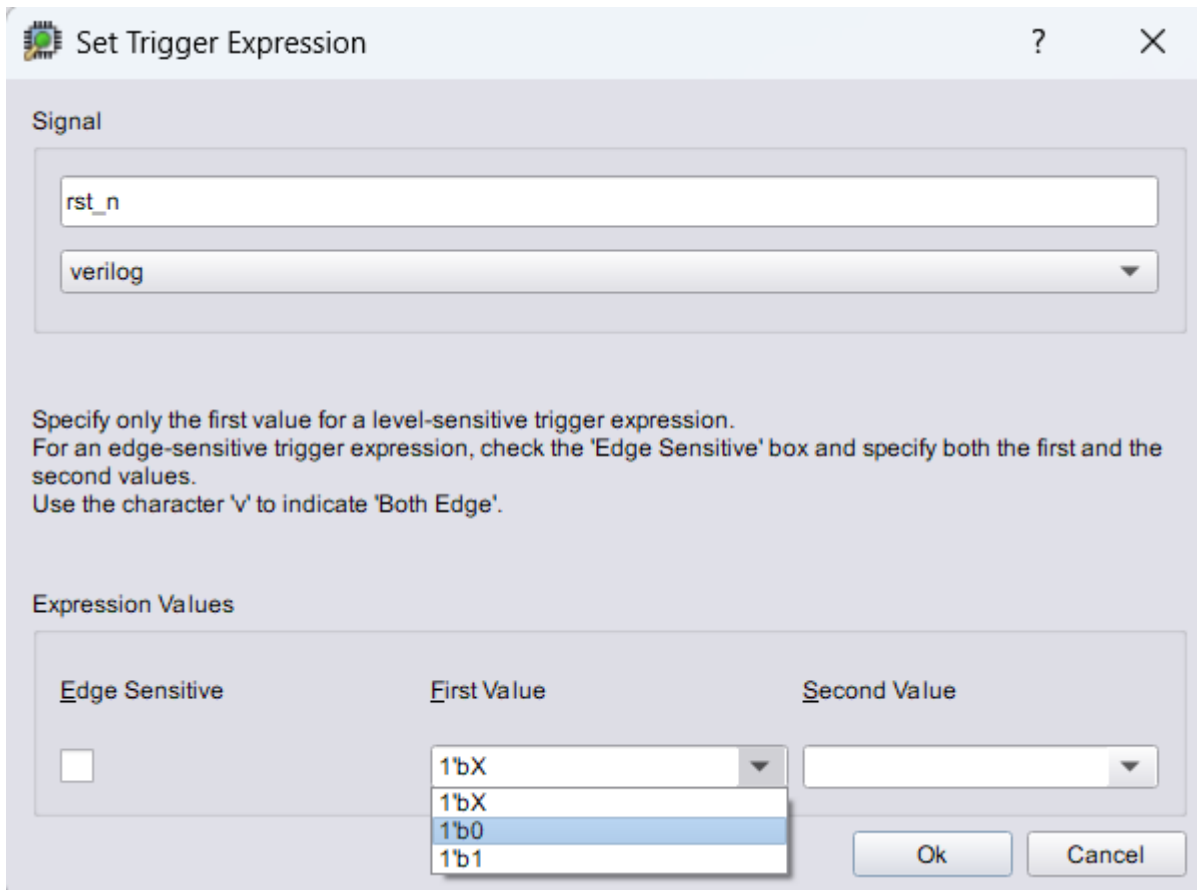 Set Trigger Expression
?
Signal
rst_n
verilog
Specify only the first value for a level-sensitive trigger expression.
For an edge-sensitive trigger expression, check the 'Edge Sensitive' box and specify both the first and the
second values.
Use the character 'v' to indicate 'Both Edge'.
Expression Values
Edge Sensitive First Value Second Value
1'bX
1'bX
1'b0
1'b1
Ok Cancel